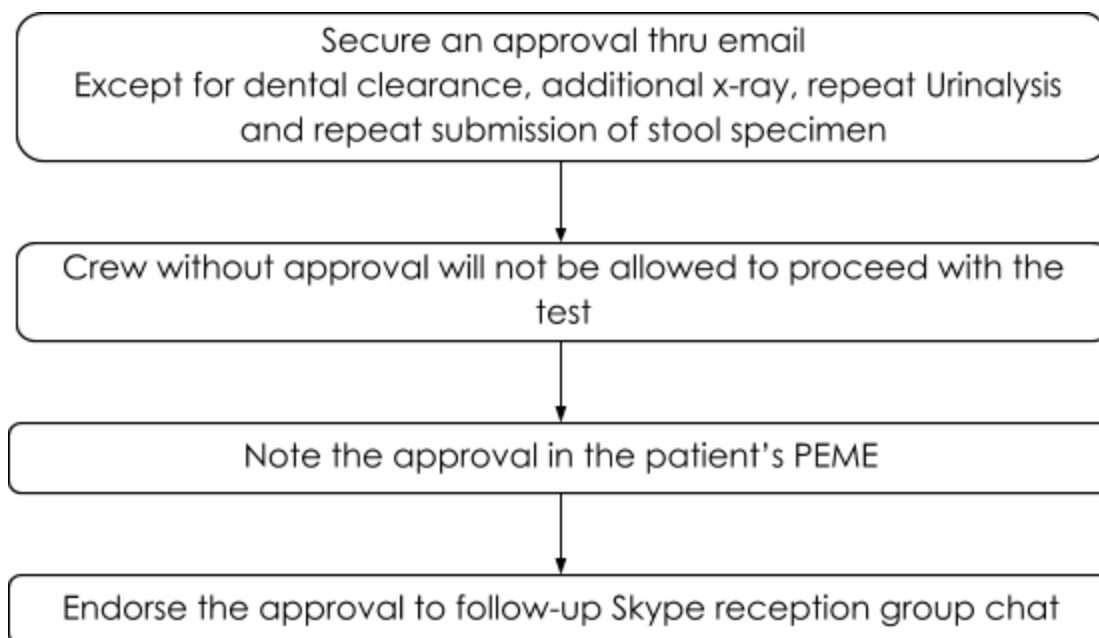 Secure an approval thru email
Except for dental clearance, additional x-ray, repeat Urinalysis
and repeat submission of stool specimen
Crew without approval will not be allowed to proceed with the
test
Note the approval in the patient's PEME
Endorse the approval to follow-up Skype reception group chat